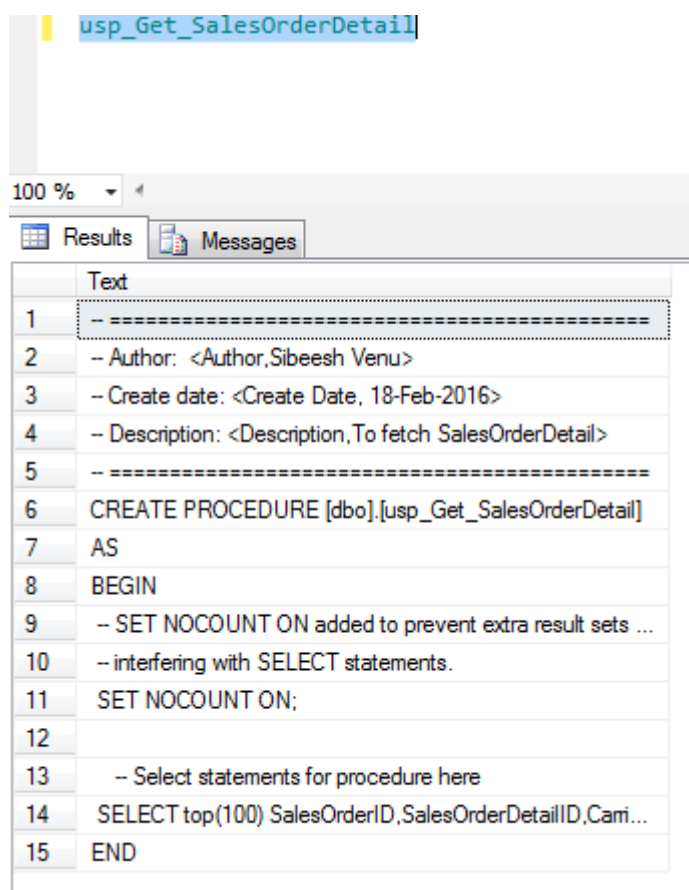 usp_Get_SalesOrderDetail
100 %
Results Messages
Text
1 -- =============================================
2 -- Author: <Author,Sibeesh Venu>
3 -- Create date: <Create Date, 18-Feb-2016>
4 -- Description: <Description,To fetch SalesOrderDetail>
5 -- =============================================
6 CREATE PROCEDURE [dbo].[usp_Get_SalesOrderDetail]
7 AS
8 BEGIN
9 -- SET NOCOUNT ON added to prevent extra result sets ...
10 -- interfering with SELECT statements.
11 SET NOCOUNT ON;
12
13 -- Select statements for procedure here
14 SELECT top(100) SalesOrderID,SalesOrderDetailID,Carri...
15 END